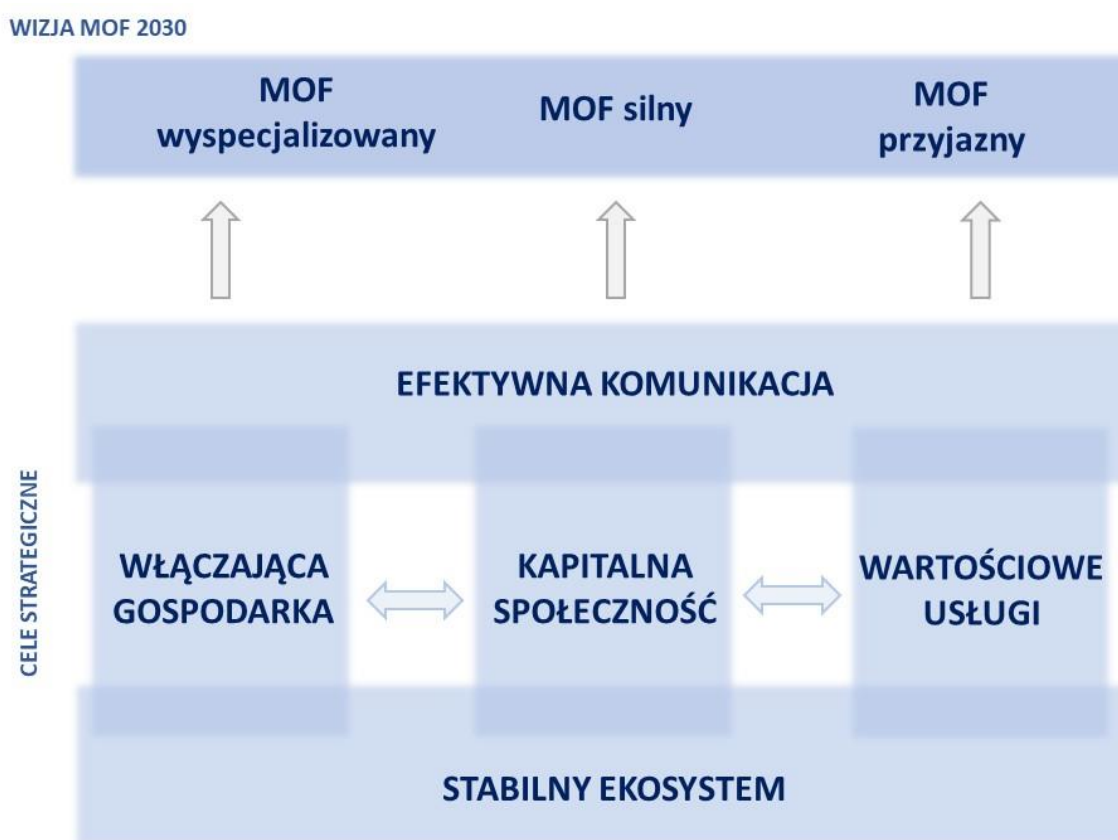 WIZJA MOF 2030
MOF
wyspecjalizowany
MOF silny
MOF
przyjazny
EFEKTYWNA KOMUNIKACJA
CELE STRATEGICZNE
WŁĄCZAJĄCA
GOSPODARKA
KAPITALNA
SPOŁECZNOŚĆ
WARTOŚCIOWE
USŁUGI
STABILNY EKOSYSTEM